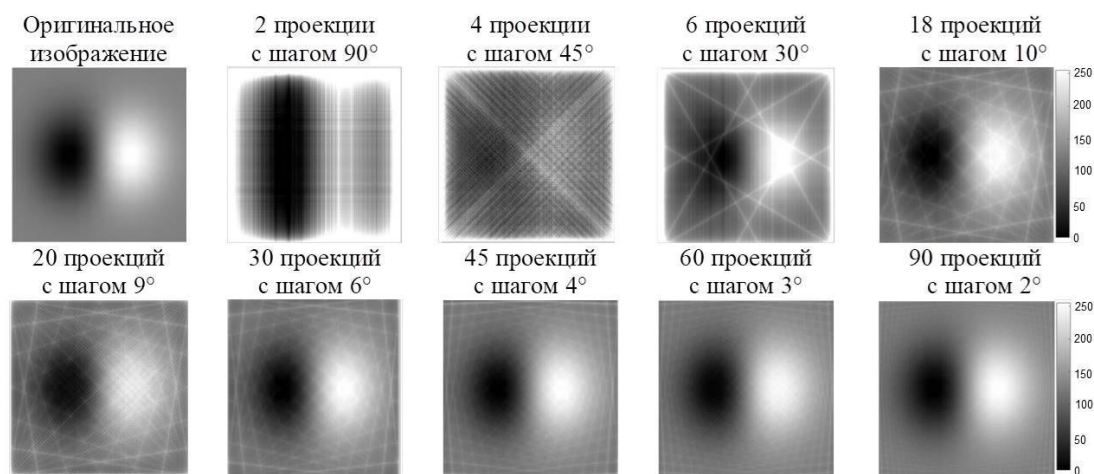 Оригинальное
изображение
2 проекции
с шагом 90°
4 проекции
с шагом 45°
6 проекций
с шагом 30°
18 проекций
с шагом 10°
250
200
150
100
50
0
20 проекций
с шагом 9°
30 проекций
с шагом 6°
45 проекций
с шагом 4°
60 проекций
с шагом 3°
90 проекций
с шагом 2°
250
200
150
100
50
0